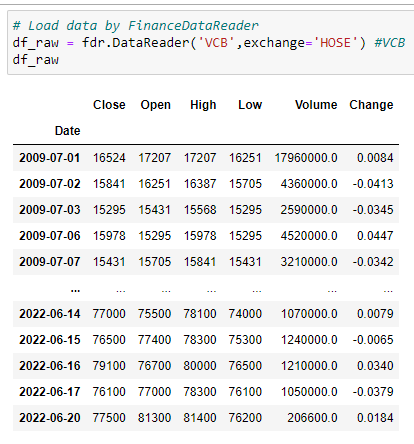 # Load data by FinanceDataReader
df_raw = fdr.DataReader('VCB',exchange='HOSE') #VCB
df_raw
Close Open High Low Volume Change
Date
2009-07-01 16524 17207 17207 16251 17960000.0 0.0084
2009-07-02 15841 16251 16387 15705 4360000.0 -0.0413
2009-07-03 15295 15431 15568 15295 2590000.0 -0.0345
2009-07-06 15978 15295 15978 15295 4520000.0 0.0447
2009-07-07 15431 15705 15841 15431 3210000.0 -0.0342
... ... ... ... ... ... ...
2022-06-14 77000 75500 78100 74000 1070000.0 0.0079
2022-06-15 76500 77400 78300 75300 1240000.0 -0.0065
2022-06-16 79100 76700 80000 76500 1210000.0 0.0340
2022-06-17 76100 77000 78300 76100 1050000.0 -0.0379
2022-06-20 77500 81300 81400 76200 206600.0 0.0184